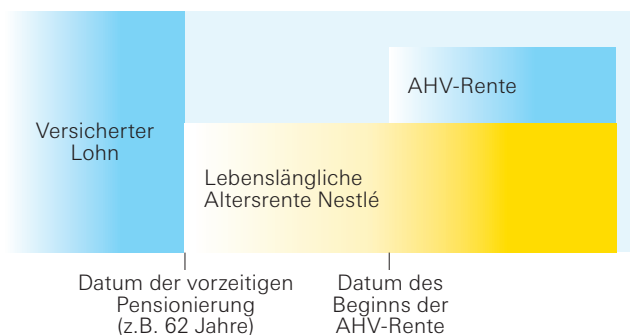 AHV-Rente
Versicherter
Lohn
Lebenslängliche
Altersrente Nestlé
Datum der vorzeitigen
Pensionierung
(z.B. 62 Jahre)
Datum des
Beginns der
AHV-Rente